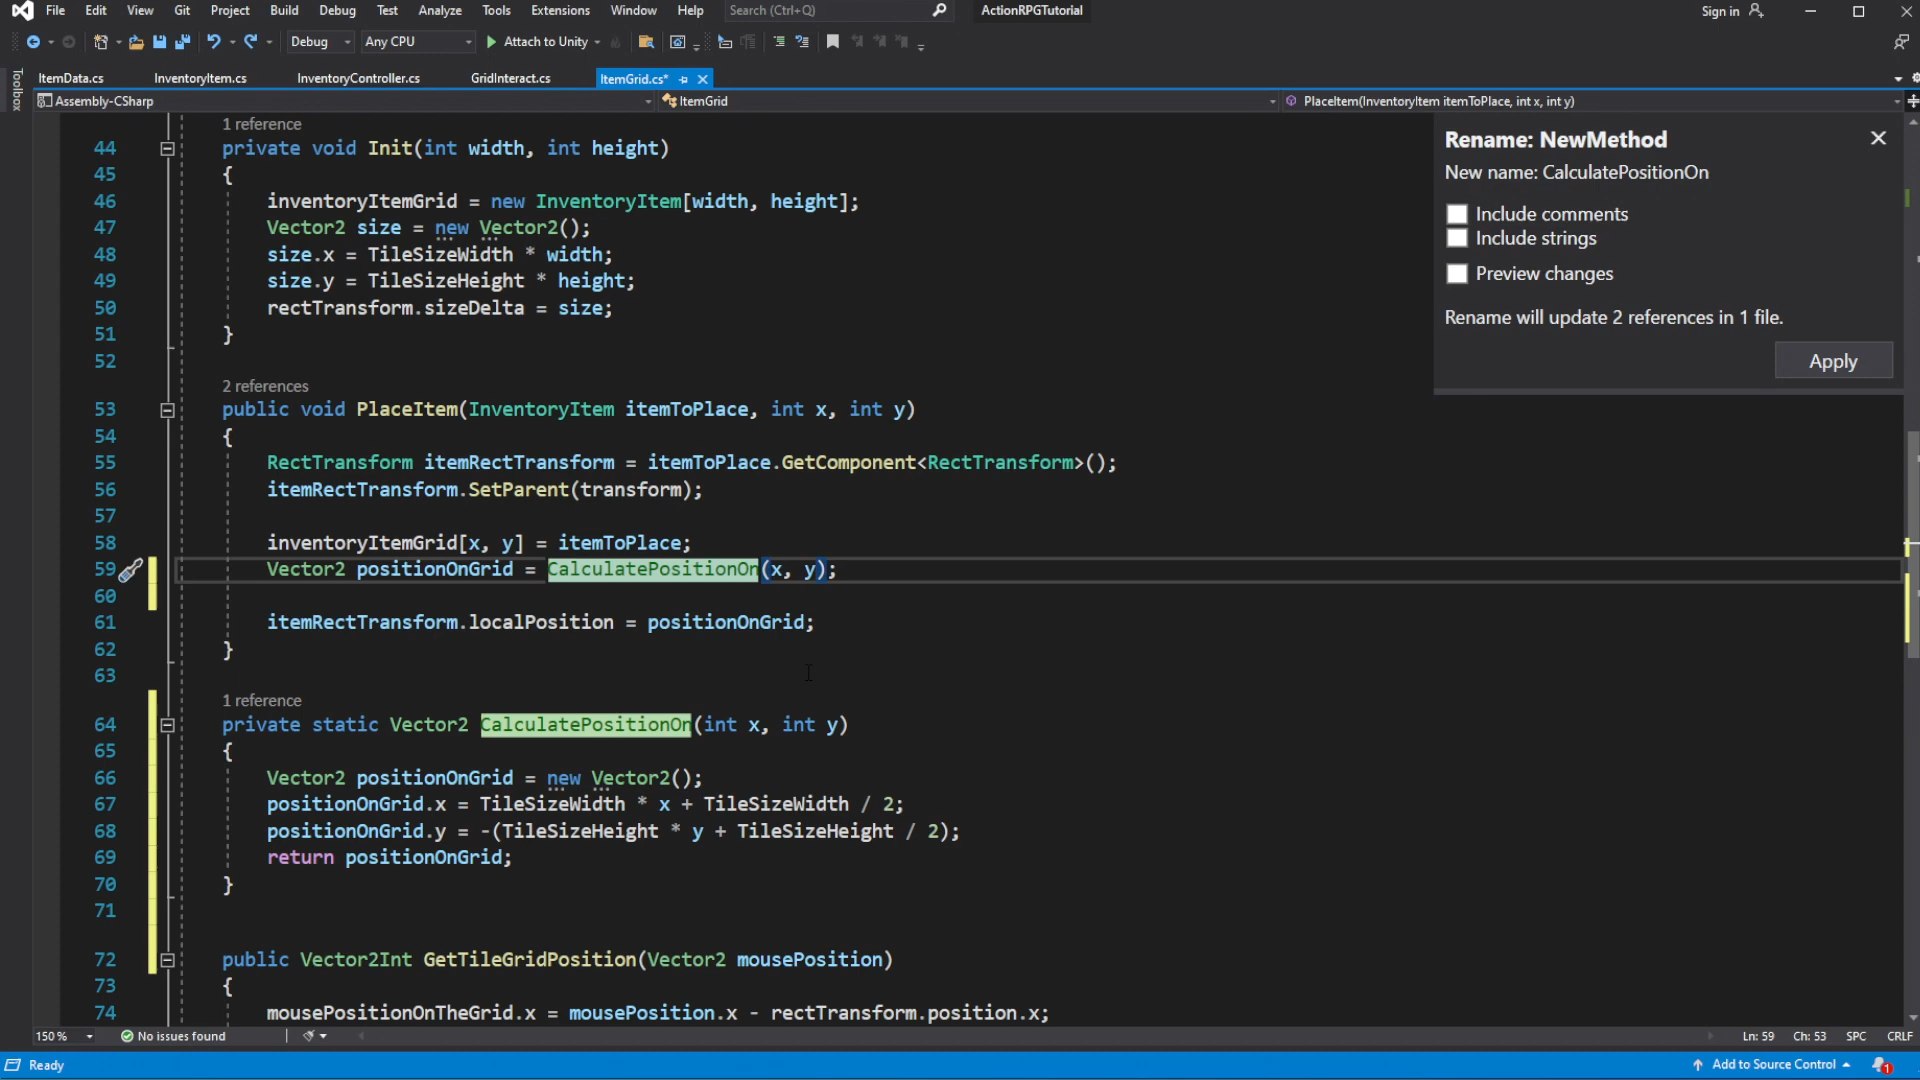 File Edit View Git Project Build Debug Test Analyze Tools Extensions Window Help Search (Ctrl+Q) ActionRPGTutorial Sign in
Debug Any CPU Attach to Unity
Toolbox
ItemData.cs InventoryItem.cs InventoryController.cs GridInteract.cs ItemGrid.cs*
Assembly-CSharp ItemGrid PlaceItem(InventoryItem itemToPlace, int x, int y)
Rename: NewMethod
New name: CalculatePositionOn
Include comments
Include strings
Preview changes
Rename will update 2 references in 1 file.
Apply
1 reference
44 private void Init(int width, int height)
45 {
46 inventoryItemGrid = new InventoryItem[width, height];
47 Vector2 size = new Vector2();
48 size.x = TileSizeWidth * width;
49 size.y = TileSizeHeight * height;
50 rectTransform.sizeDelta = size;
51 }
52
2 references
53 public void PlaceItem(InventoryItem itemToPlace, int x, int y)
54 {
55 RectTransform itemRectTransform = itemToPlace.GetComponent<RectTransform>();
56 itemRectTransform.SetParent(transform);
57
58 inventoryItemGrid[x, y] = itemToPlace;
59 Vector2 positionOnGrid = CalculatePositionOn(x, y);
60
61 itemRectTransform.localPosition = positionOnGrid;
62 }
63
1 reference
64 private static Vector2 CalculatePositionOn(int x, int y)
65 {
66 Vector2 positionOnGrid = new Vector2();
67 positionOnGrid.x = TileSizeWidth * x + TileSizeWidth / 2;
68 positionOnGrid.y = -(TileSizeHeight * y + TileSizeHeight / 2);
69 return positionOnGrid;
70 }
71
72 public Vector2Int GetTileGridPosition(Vector2 mousePosition)
73 {
74 mousePositionOnTheGrid.x = mousePosition.x - rectTransform.position.x;
150 % No issues found Ln: 59 Ch: 53 SPC CRLF
Ready Add to Source Control 1